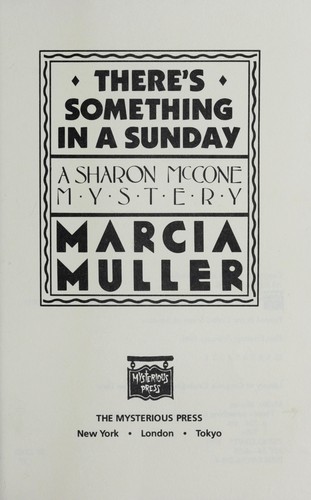 • THERE'S •
SOMETHING
IN A SUNDAY
A SHARON McCONE
M·Y·S·T·E·R·Y
MARCIA
MULLER
MYSTERIOUS
PRESS
THE MYSTERIOUS PRESS
New York • London • Tokyo